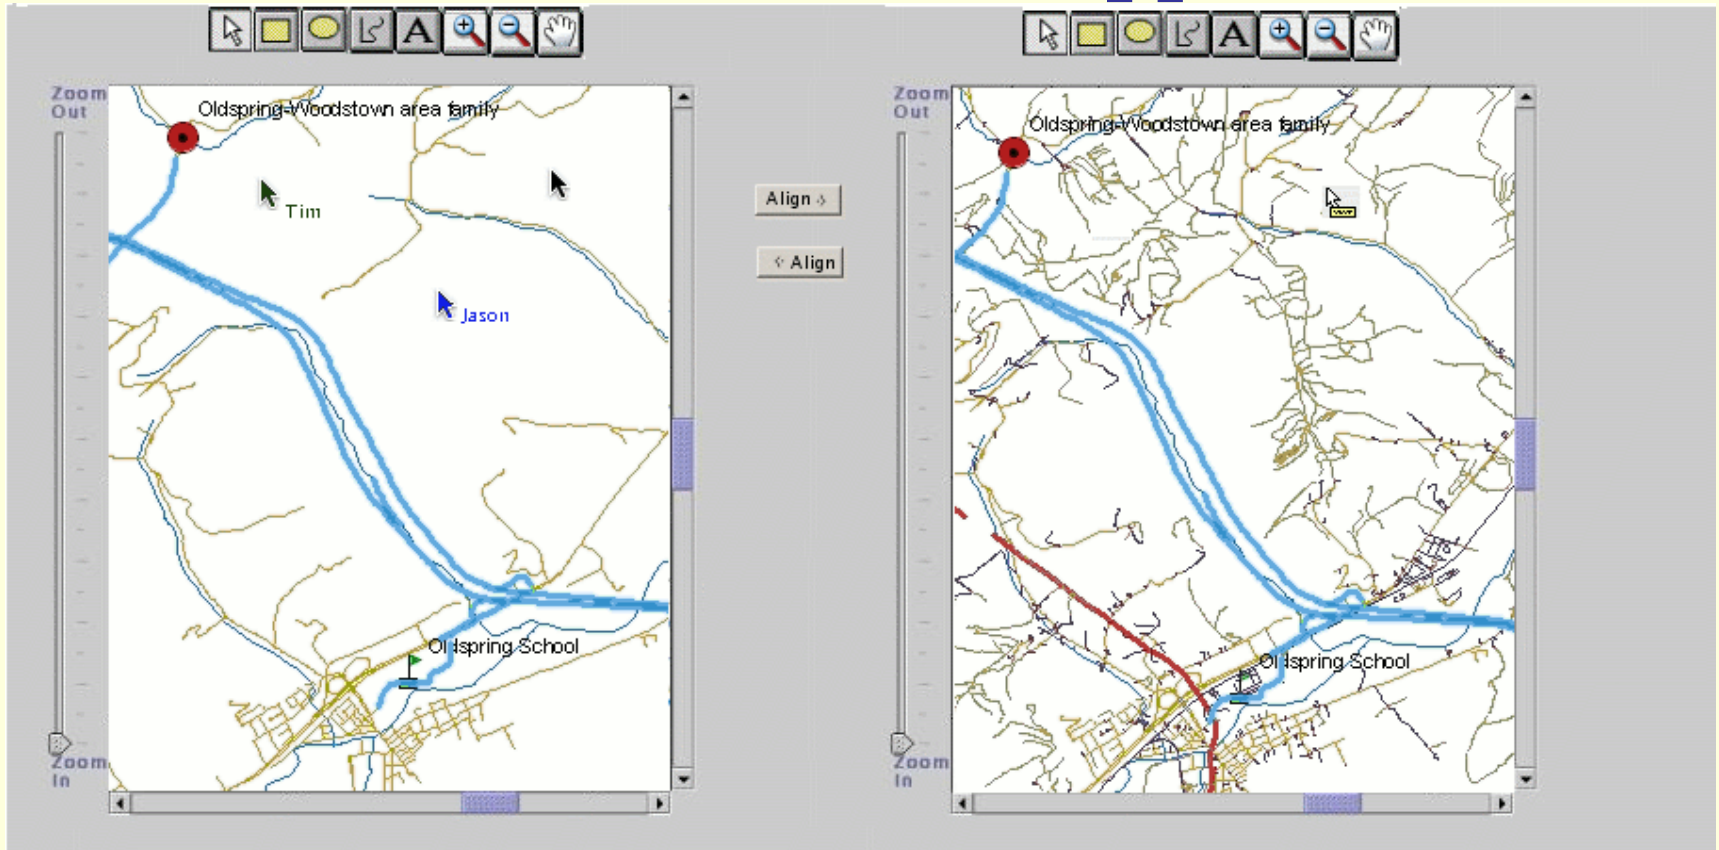 A
A
Zoom
Out
Oldspring-Woodstown area family
Tim
Jason
Oldspring School
Zoom
In
Align
Align
Zoom
Out
Oldspring-Woodstown area family
Oldspring School
Zoom
In